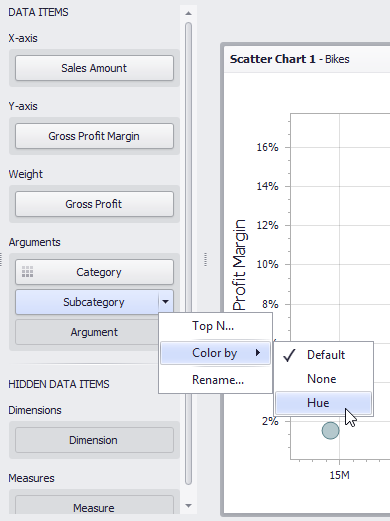 DATA ITEMS
X-axis
Sales Amount
Y-axis
Gross Profit Margin
Weight
Gross Profit
Arguments
Category
Subcategory
Argument
HIDDEN DATA ITEMS
Dimensions
Dimension
Measures
Measure
Top N...
Color by
Rename...
Default
None
Hue
Scatter Chart 1 - Bikes
Profit Margin
16%
14%
12%
10%
8%
6%
2%
15M